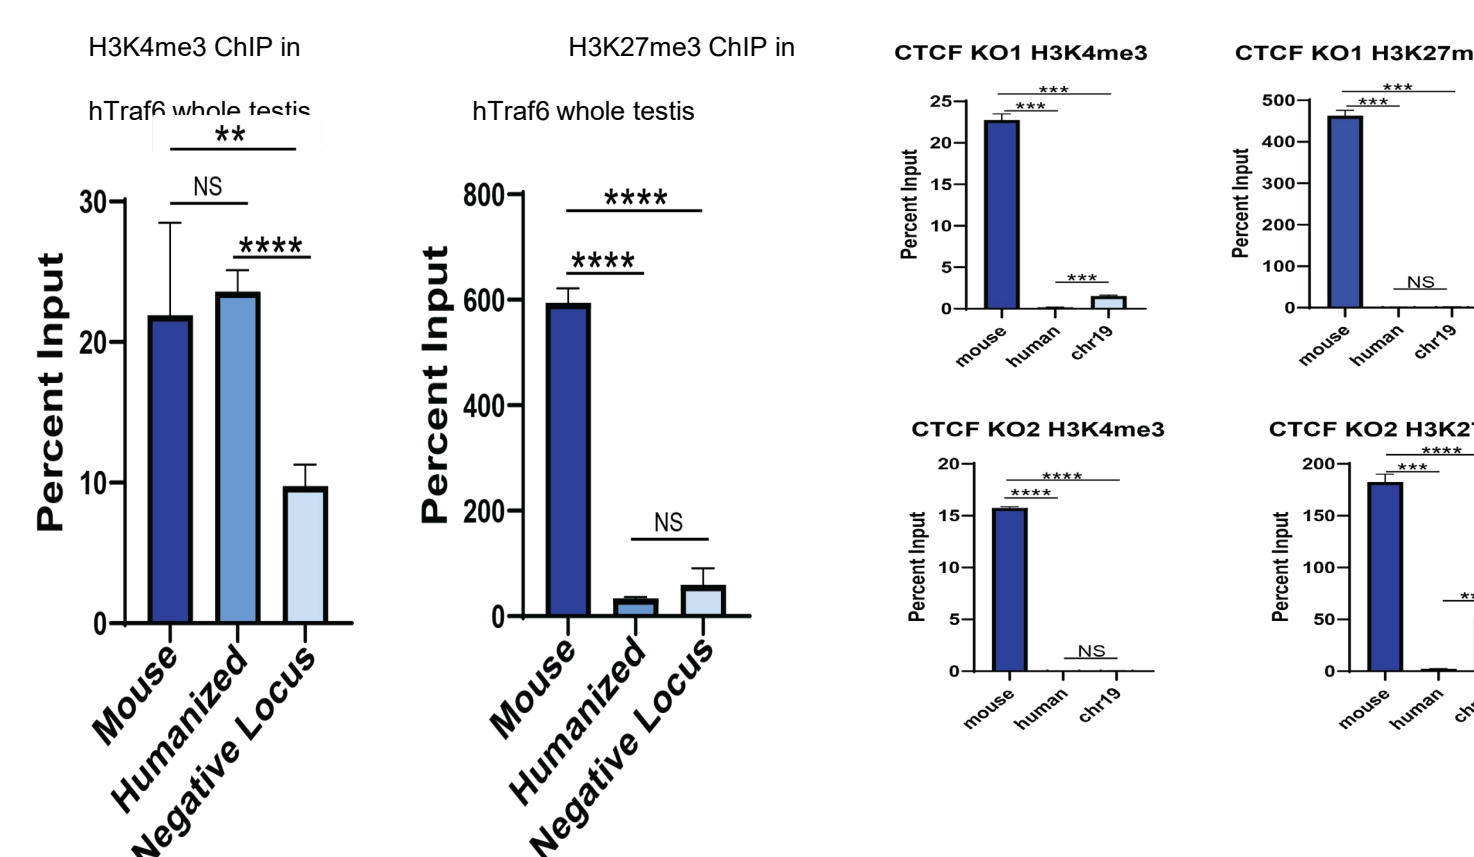 H3K4me3 ChIP in
hTraf6 whole testis
**
NS
****
30
20
10
0
Percent Input
Mouse
Humanized
Negative Locus
H3K27me3 ChIP in
hTraf6 whole testis
****
****
NS
800
600
400
200
0
Percent Input
Mouse
Humanized
Negative Locus
CTCF KO1 H3K4me3
***
***
***
25
20
15
10
5
0
Percent Input
mouse
human
chr19
CTCF KO1 H3K27m
***
***
NS
500
400
300
200
100
0
Percent Input
mouse
human
chr19
CTCF KO2 H3K4me3
****
****
NS
20
15
10
5
0
Percent Input
mouse
human
chr19
CTCF KO2 H3K27
****
***
**
200
150
100
50
0
Percent Input
mouse
human
chr